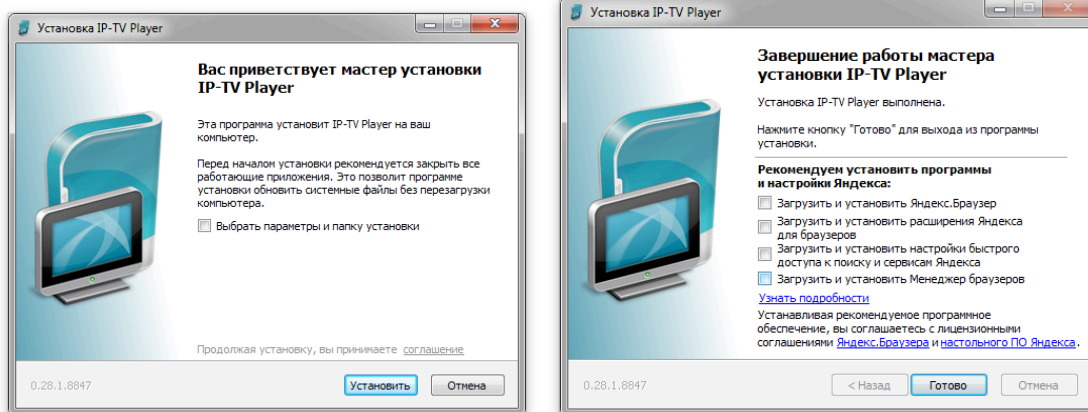 Установка IP-TV Player
Вас приветствует мастер установки
IP-TV Player
Эта программа установит IP-TV Player на ваш
компьютер.
Перед началом установки рекомендуется закрыть все
работающие приложения. Это позволит программе
установки обновить системные файлы без перезагрузки
компьютера.
Выбрать параметры и папку установки
Продолжая установку, вы принимаете соглашение
0.28.1.8847
Установить
Отмена
Установка IP-TV Player
Завершение работы мастера
установки IP-TV Player
Установка IP-TV Player выполнена.
Нажмите кнопку "Готово" для выхода из программы
установки.
Рекомендуем установить программы
и настройки Яндекса:
Загрузить и установить Яндекс.Браузер
Загрузить и установить расширения Яндекса
для браузеров
Загрузить и установить настройки быстрого
доступа к поиску и сервисам Яндекса
Загрузить и установить Менеджер браузеров
Узнать подробности
Устанавливая рекомендуемое программное
обеспечение, вы соглашаетесь с лицензионными
соглашениями Яндекс.Браузера и настольного ПО Яндекса.
0.28.1.8847
< Назад
Готово
Отмена